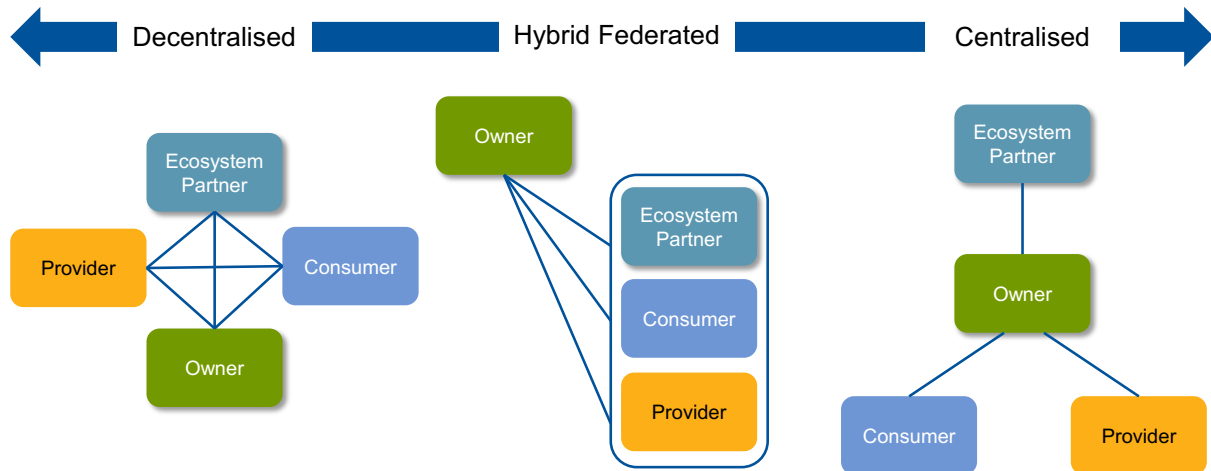 Decentralised
Hybrid Federated
Centralised
Ecosystem
Partner
Provider
Consumer
Owner
Owner
Ecosystem
Partner
Consumer
Provider
Ecosystem
Partner
Owner
Consumer
Provider